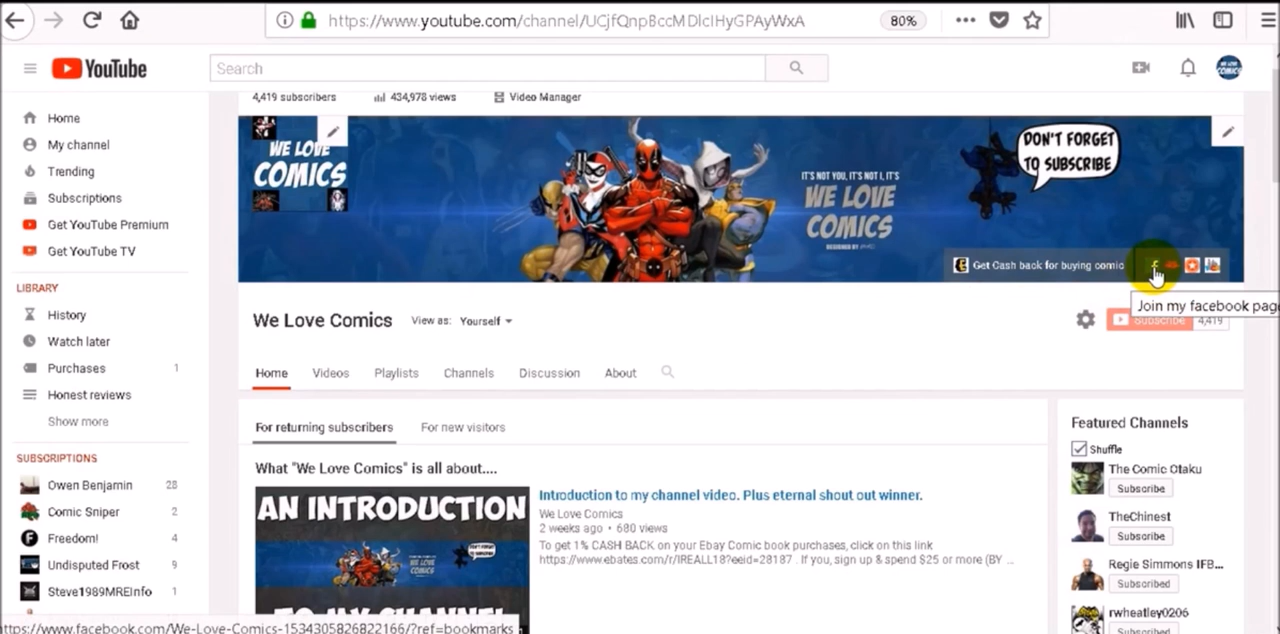 https://www.youtube.com/channel/UCjfQnpBccMDlcIHyGPAyWxA
80%
YouTube
Search
4,419 subscribers
434,978 views
Video Manager
Home
My channel
Trending
Subscriptions
Get YouTube Premium
Get YouTube TV
LIBRARY
History
Watch later
Purchases 1
Honest reviews
Show more
SUBSCRIPTIONS
Owen Benjamin 28
Comic Sniper 2
Freedom! 4
Undisputed Frost 9
Steve1989MREInfo 1
WE LOVE
COMICS
IT'S NOT YOU, IT'S NOT I, IT'S
WE LOVE
COMICS
DON'T FORGET
TO SUBSCRIBE
Get Cash back for buying comic
Join my facebook pag
We Love Comics
View as: Yourself
Subscribe 4,419
Home Videos Playlists Channels Discussion About
For returning subscribers
For new visitors
What "We Love Comics" is all about....
AN INTRODUCTION
TO MY CHANNEL
Introduction to my channel video. Plus eternal shout out winner.
We Love Comics
2 weeks ago • 680 views
To get 1% CASH BACK on your Ebay Comic book purchases, click on this link
https://www.ebates.com/r/IREALL18?eeid=28187 . If you, sign up & spend $25 or more (BY ...
Featured Channels
Shuffle
The Comic Otaku
Subscribe
TheChinest
Subscribe
Regie Simmons IFB...
Subscribed
rwheatley0206
Subscribed
https://www.facebook.com/We-Love-Comics-1534305826822166/?ref=bookmarks